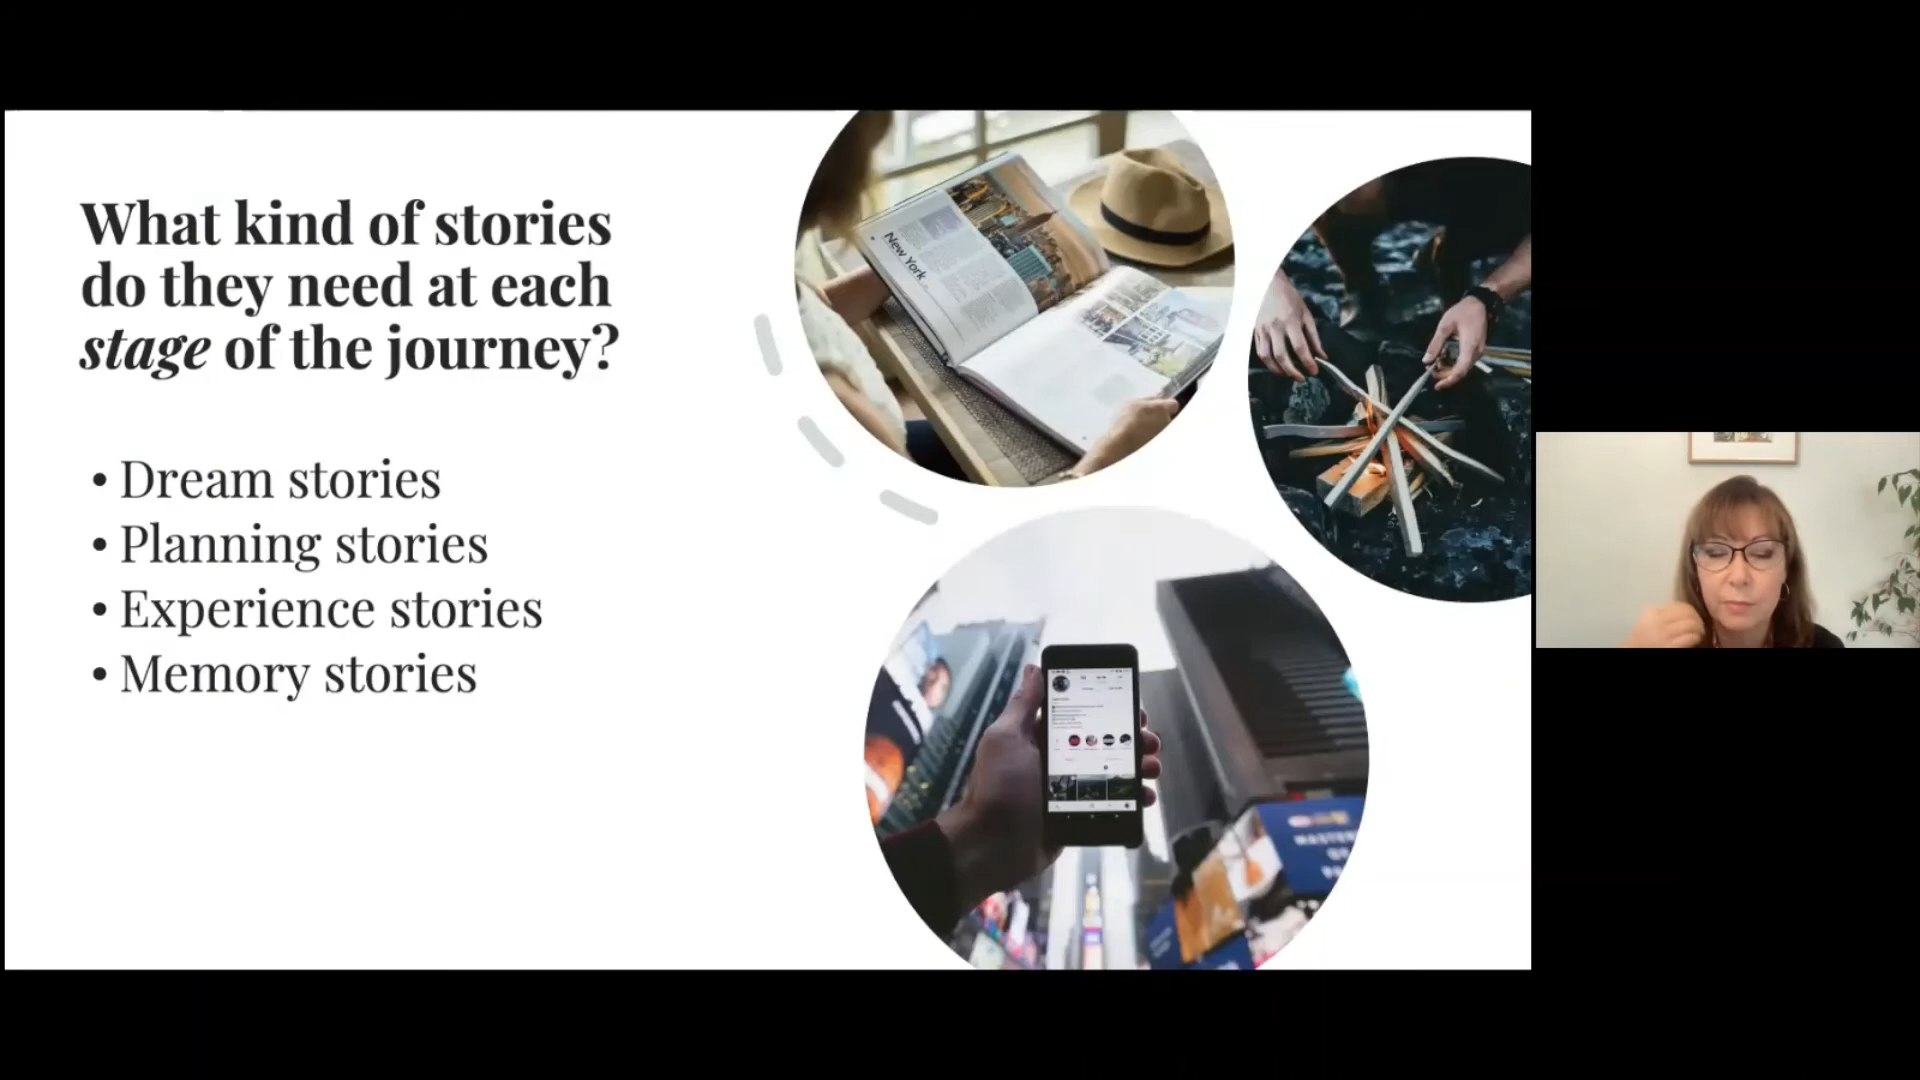 What kind of stories
do they need at each
stage of the journey?
• Dream stories
• Planning stories
• Experience stories
• Memory stories
New York